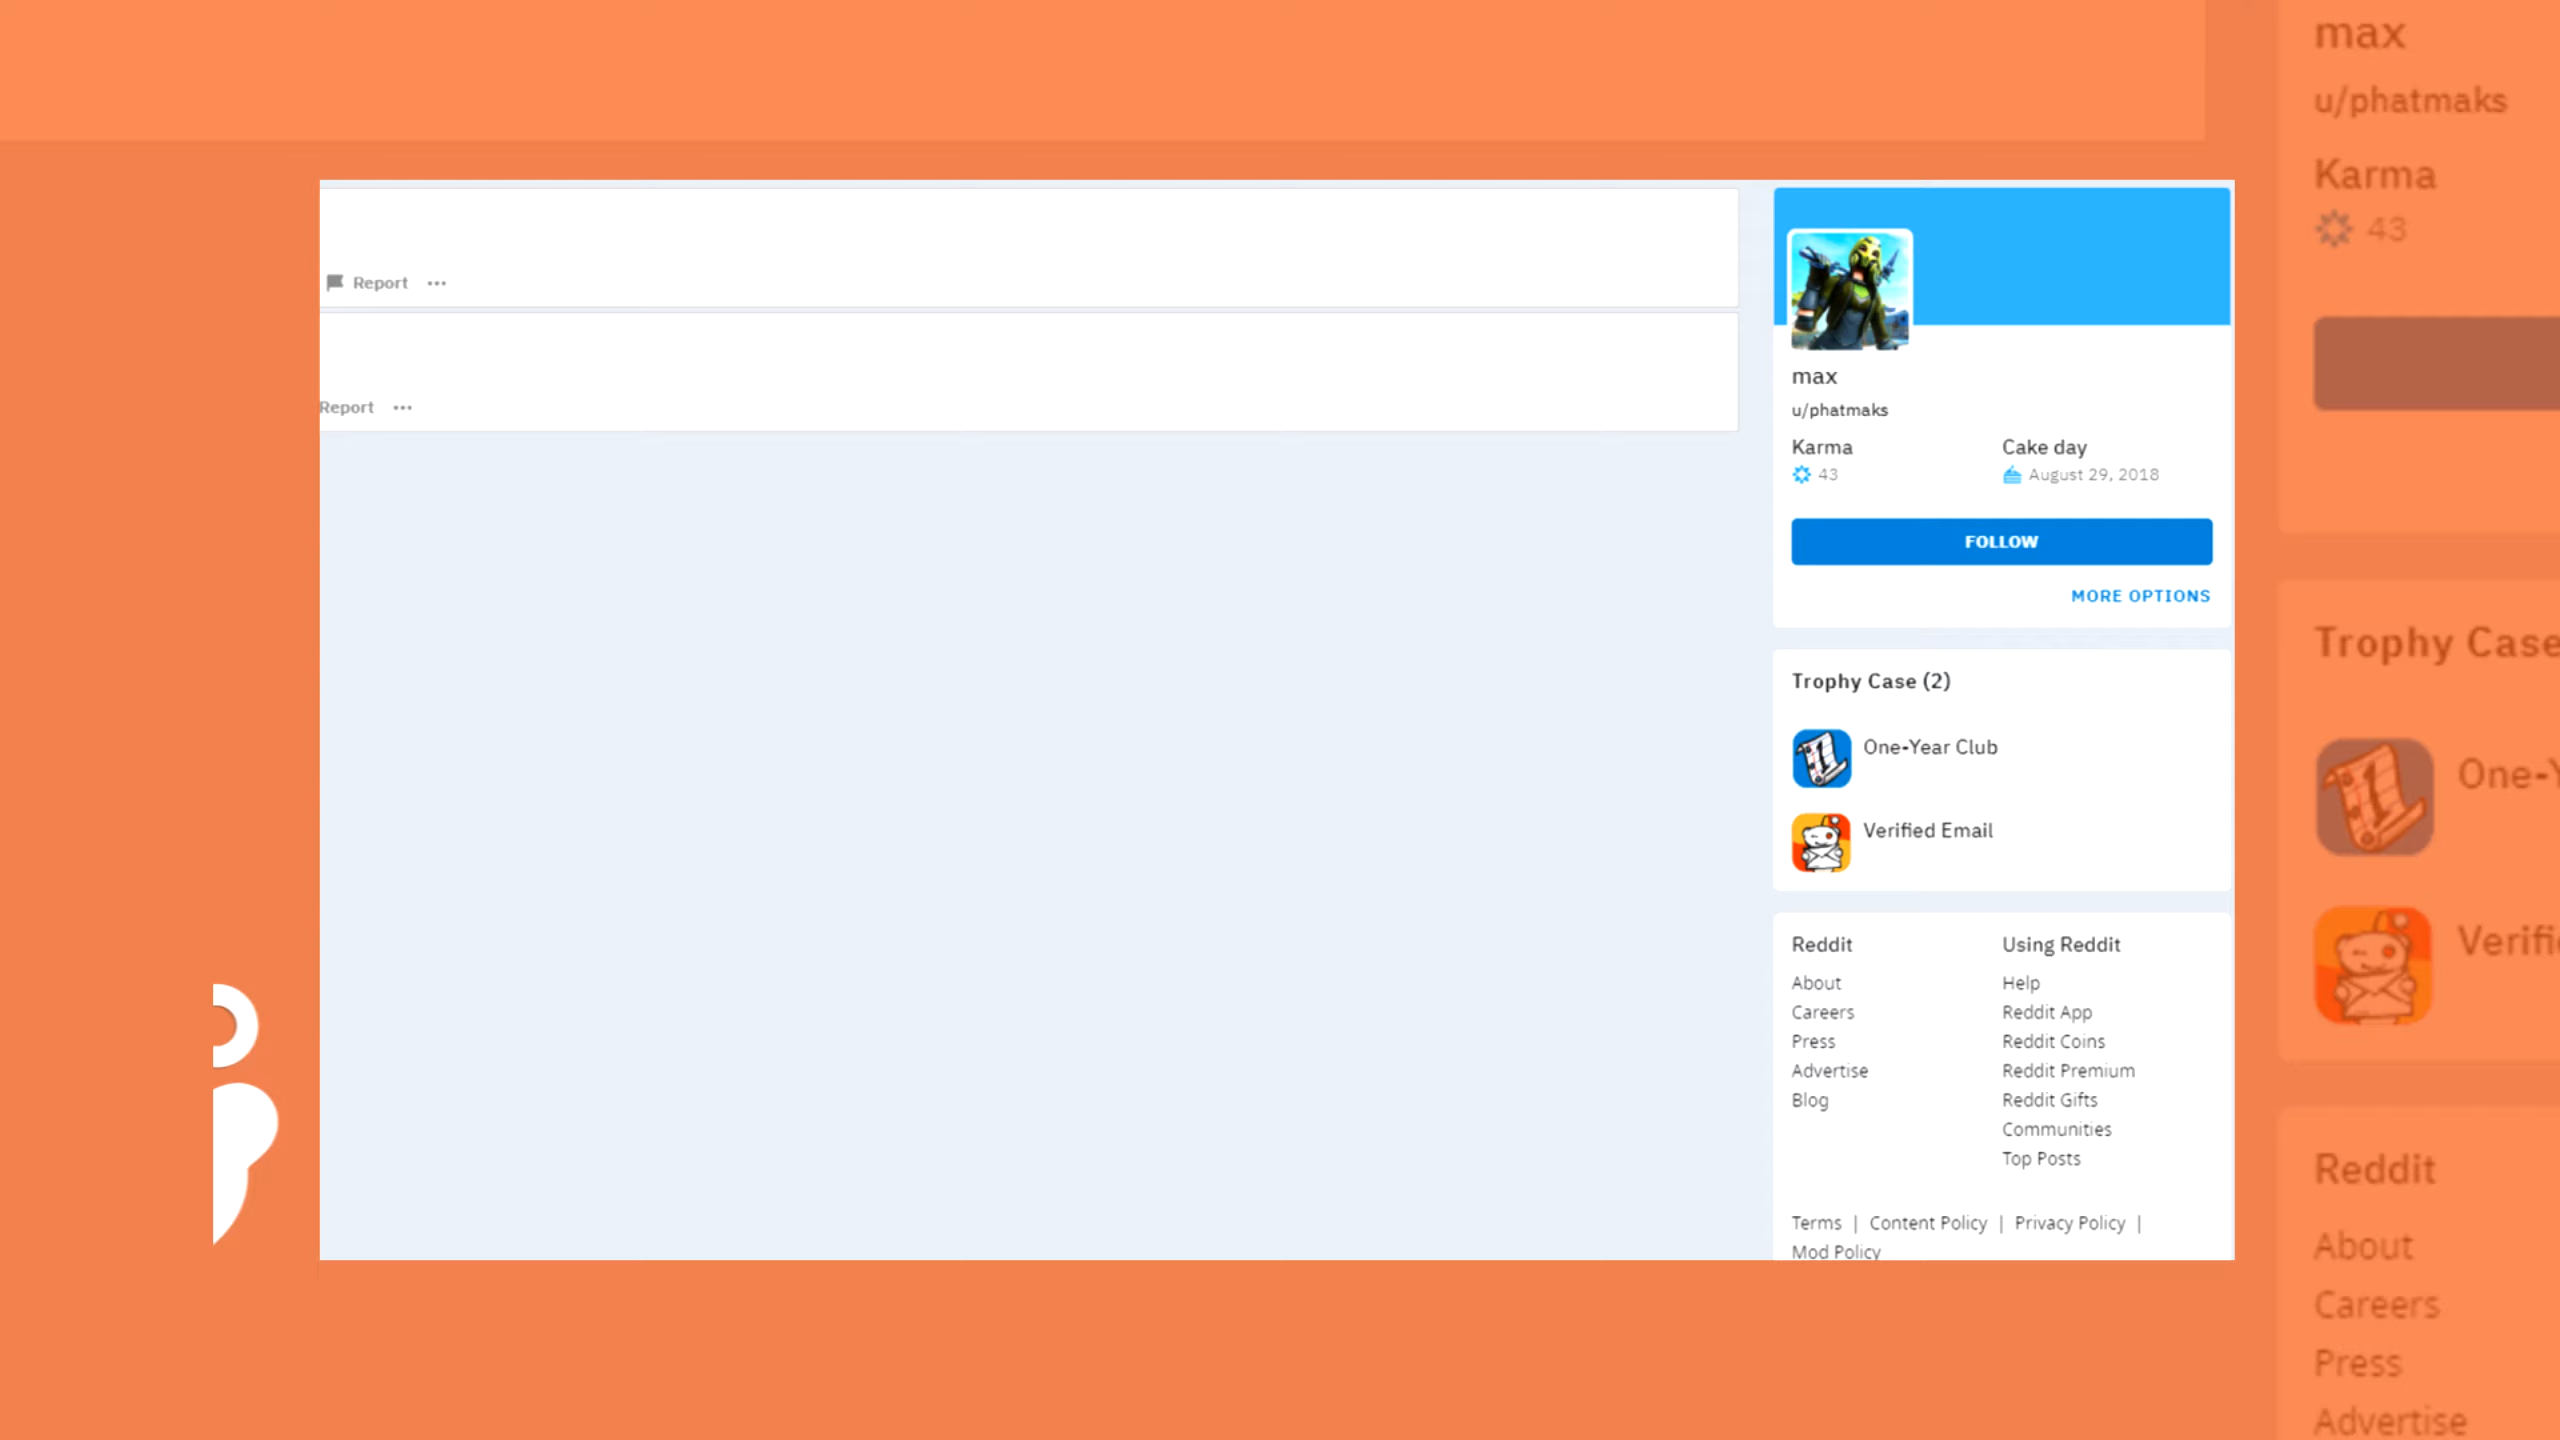 Report
Report
max
u/phatmaks
Karma
43
Cake day
August 29, 2018
FOLLOW
MORE OPTIONS
Trophy Case (2)
One-Year Club
Verified Email
Reddit
About
Careers
Press
Advertise
Blog
Using Reddit
Help
Reddit App
Reddit Coins
Reddit Premium
Reddit Gifts
Communities
Top Posts
Terms | Content Policy | Privacy Policy |
Mod Policy
max
u/phatmaks
Karma
43
Trophy Case
One-Y
Verifi
Reddit
About
Careers
Press
Advertise